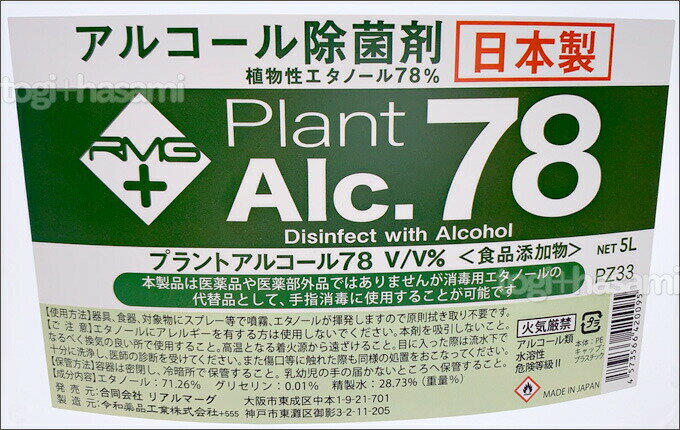 アルコール除菌剤
植物性エタノール78%
日本製
togi+hasami
togi+hasami
RMG
+
Plant
Alc.78
Disinfect with Alcohol
プラントアルコール78 V/V% <食品添加物>
NET 5L
PZ33
本製品は医薬品や医薬部外品ではありませんが消毒用エタノールの
代替品として、手指消毒に使用することが可能です
togi+hasami
【使用方法】器具、食器、対象物にスプレー等で噴霧、エタノールが揮発しますので原則拭き取り不要です。
【ご注意】エタノールにアレルギーを有する方は使用しないでください。本剤を吸引しないこと。
なるべく換気の良い所で使用すること。高温となる着火源から遠ざけること。目に入った際は流水下で
十分に洗浄し、医師の診断を受けてください。また傷口等に触れた際も同様の処置をおこなってください。
【保管方法】容器は密閉し、冷暗所で保管すること。乳幼児の手の届かないところへ保管すること。
【成分内容】エタノール:71.26% グリセリン:0.01% 精製水:28.73%(重量%)
発売元:合同会社 リアルマーグ 大阪市東成区中本1-9-21-701
製造元:令和薬品工業株式会社+555 神戸市東灘区御影3-2-11-205
火気厳禁
アルコール類
水溶性
危険等級II
プラ
本体:PE
キャップ:
プラスチック
MADE IN JAPAN
4573566420095